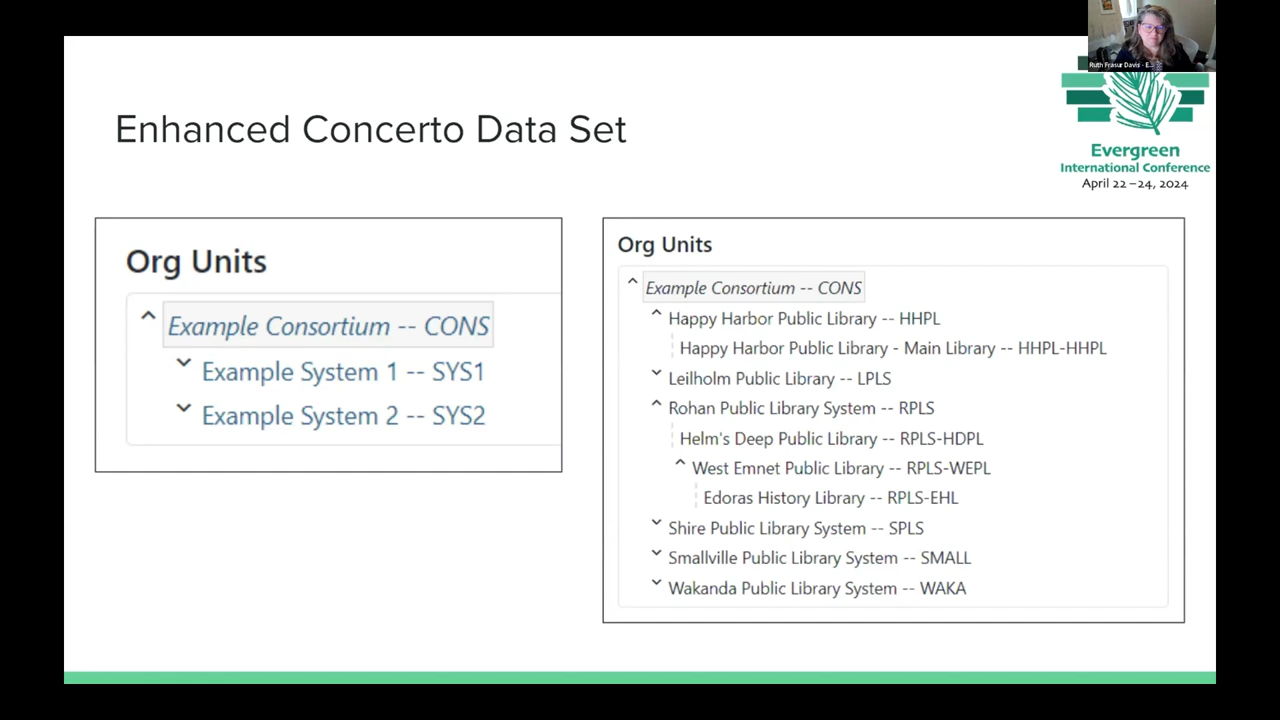 Ruth Frasur Davis - E...
Enhanced Concerto Data Set
Evergreen
International Conference
April 22–24, 2024
Org Units
Example Consortium -- CONS
Example System 1 -- SYS1
Example System 2 -- SYS2
Org Units
Example Consortium -- CONS
Happy Harbor Public Library -- HHPL
Happy Harbor Public Library - Main Library -- HHPL-HHPL
Leilholm Public Library -- LPLS
Rohan Public Library System -- RPLS
Helm's Deep Public Library -- RPLS-HDPL
West Emnet Public Library -- RPLS-WEPL
Edoras History Library -- RPLS-EHL
Shire Public Library System -- SPLS
Smallville Public Library System -- SMALL
Wakanda Public Library System -- WAKA